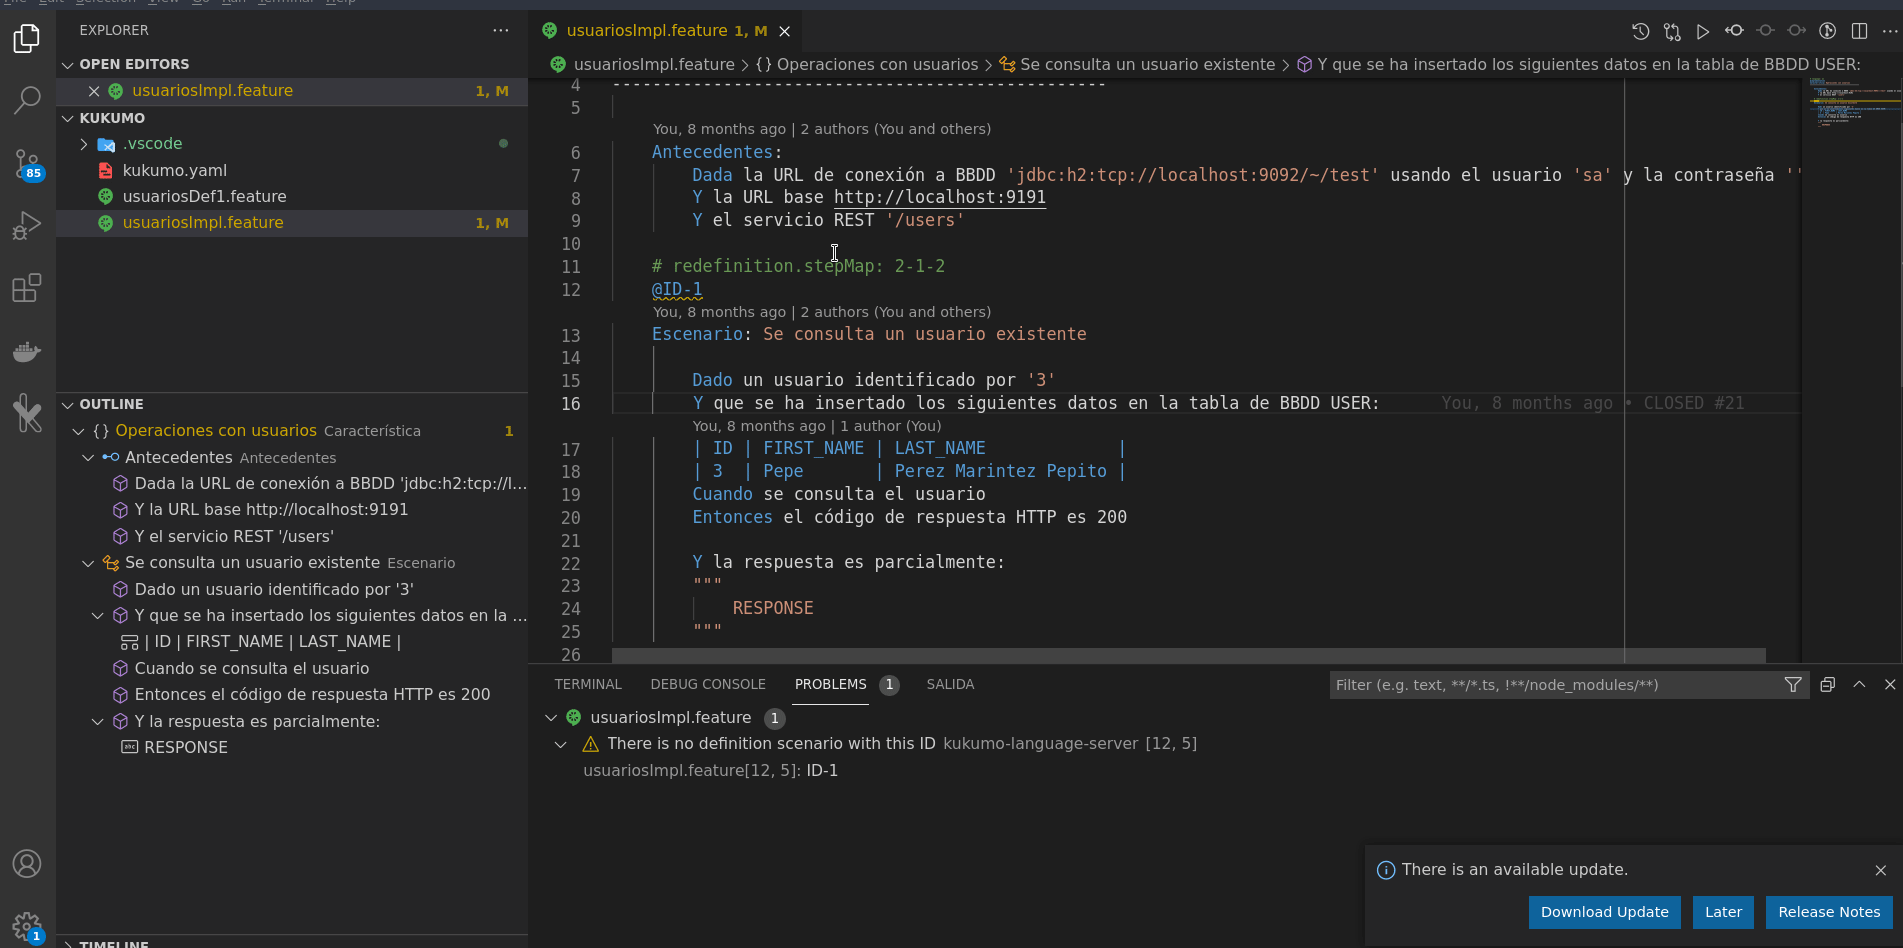 File Edit Selection View Go Run Terminal Help
EXPLORER
OPEN EDITORS
usuariosImpl.feature 1, M
KUKUMO
.vscode
kukumo.yaml
usuariosDef1.feature
usuariosImpl.feature 1, M
85
OUTLINE
{} Operaciones con usuarios Característica 1
Antecedentes Antecedentes
Dada la URL de conexión a BBDD 'jdbc:h2:tcp://l...
Y la URL base http://localhost:9191
Y el servicio REST '/users'
Se consulta un usuario existente Escenario
Dado un usuario identificado por '3'
Y que se ha insertado los siguientes datos en la ...
| ID | FIRST_NAME | LAST_NAME |
Cuando se consulta el usuario
Entonces el código de respuesta HTTP es 200
Y la respuesta es parcialmente:
abc RESPONSE
TIMELINE
1
usuariosImpl.feature 1, M
usuariosImpl.feature > {} Operaciones con usuarios > Se consulta un usuario existente > Y que se ha insertado los siguientes datos en la tabla de BBDD USER:
4 -------------------------------------------------
5
You, 8 months ago | 2 authors (You and others)
6 Antecedentes:
7 Dada la URL de conexión a BBDD 'jdbc:h2:tcp://localhost:9092/~/test' usando el usuario 'sa' y la contraseña ''
8 Y la URL base http://localhost:9191
9 Y el servicio REST '/users'
10
11 # redefinition.stepMap: 2-1-2
12 @ID-1
You, 8 months ago | 2 authors (You and others)
13 Escenario: Se consulta un usuario existente
14
15 Dado un usuario identificado por '3'
16 Y que se ha insertado los siguientes datos en la tabla de BBDD USER: You, 8 months ago • CLOSED #21
You, 8 months ago | 1 author (You)
17 | ID | FIRST_NAME | LAST_NAME |
18 | 3 | Pepe | Perez Marintez Pepito |
19 Cuando se consulta el usuario
20 Entonces el código de respuesta HTTP es 200
21
22 Y la respuesta es parcialmente:
23 """
24 RESPONSE
25 """
26
TERMINAL DEBUG CONSOLE PROBLEMS 1 SALIDA Filter (e.g. text, **/*.ts, !**/node_modules/**)
usuariosImpl.feature 1
There is no definition scenario with this ID kukumo-language-server [12, 5]
usuariosImpl.feature[12, 5]: ID-1
There is an available update.
Download Update Later Release Notes